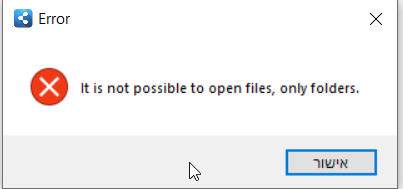 Error
It is not possible to open files, only folders.
אישור